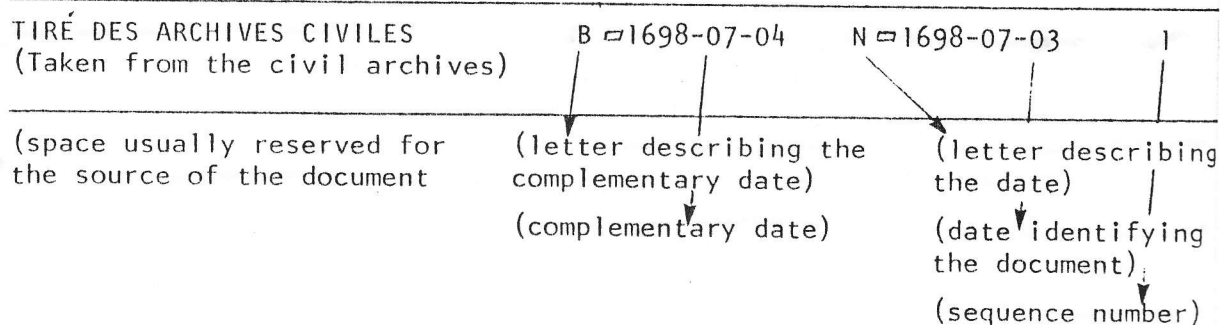 TIRÉ DES ARCHIVES CIVILES B ▭1698-07-04 N ▭1698-07-03 1
(Taken from the civil archives)
(space usually reserved for
the source of the document
(letter describing the
complementary date)
(complementary date)
(letter describing
the date)
(date identifying
the document)
(sequence number)